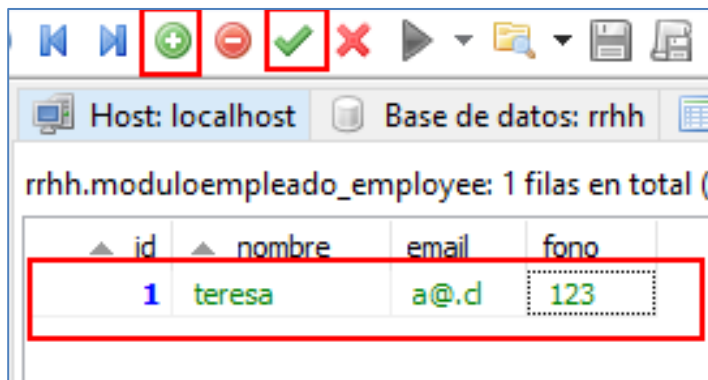 Host: localhost Base de datos: rrhh
rrhh.moduloempleado_employee: 1 filas en total (
id nombre email fono
1 teresa a@.cl 123